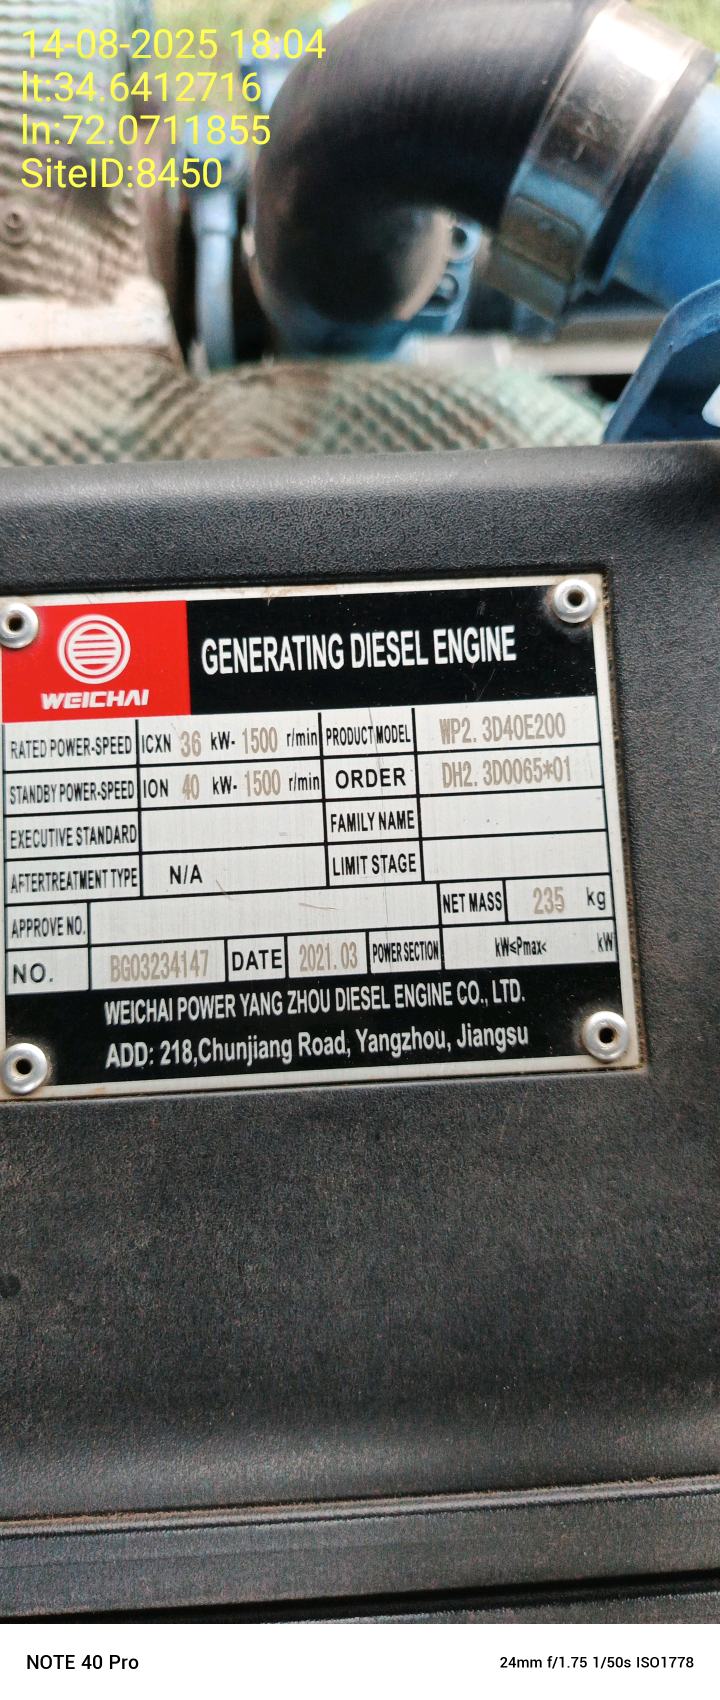 14-08-2025 18:04
lt:34.6412716
ln:72.0711855
SiteID:8450
WEICHAI
GENERATING DIESEL ENGINE
RATED POWER-SPEED ICXN 36 kW- 1500 r/min PRODUCT MODEL WP2.3D40E200
STANDBY POWER-SPEED ION 40 kW- 1500 r/min ORDER DH2.3D0065*01
EXECUTIVE STANDARD FAMILY NAME
AFTERTREATMENT TYPE N/A LIMIT STAGE
APPROVE NO. NET MASS 235 kg
NO. BG03234147 DATE 2021.03 POWER SECTION kW≤Pmax< kW
WEICHAI POWER YANG ZHOU DIESEL ENGINE CO., LTD.
ADD: 218,Chunjiang Road, Yangzhou, Jiangsu
NOTE 40 Pro
24mm f/1.75 1/50s ISO1778